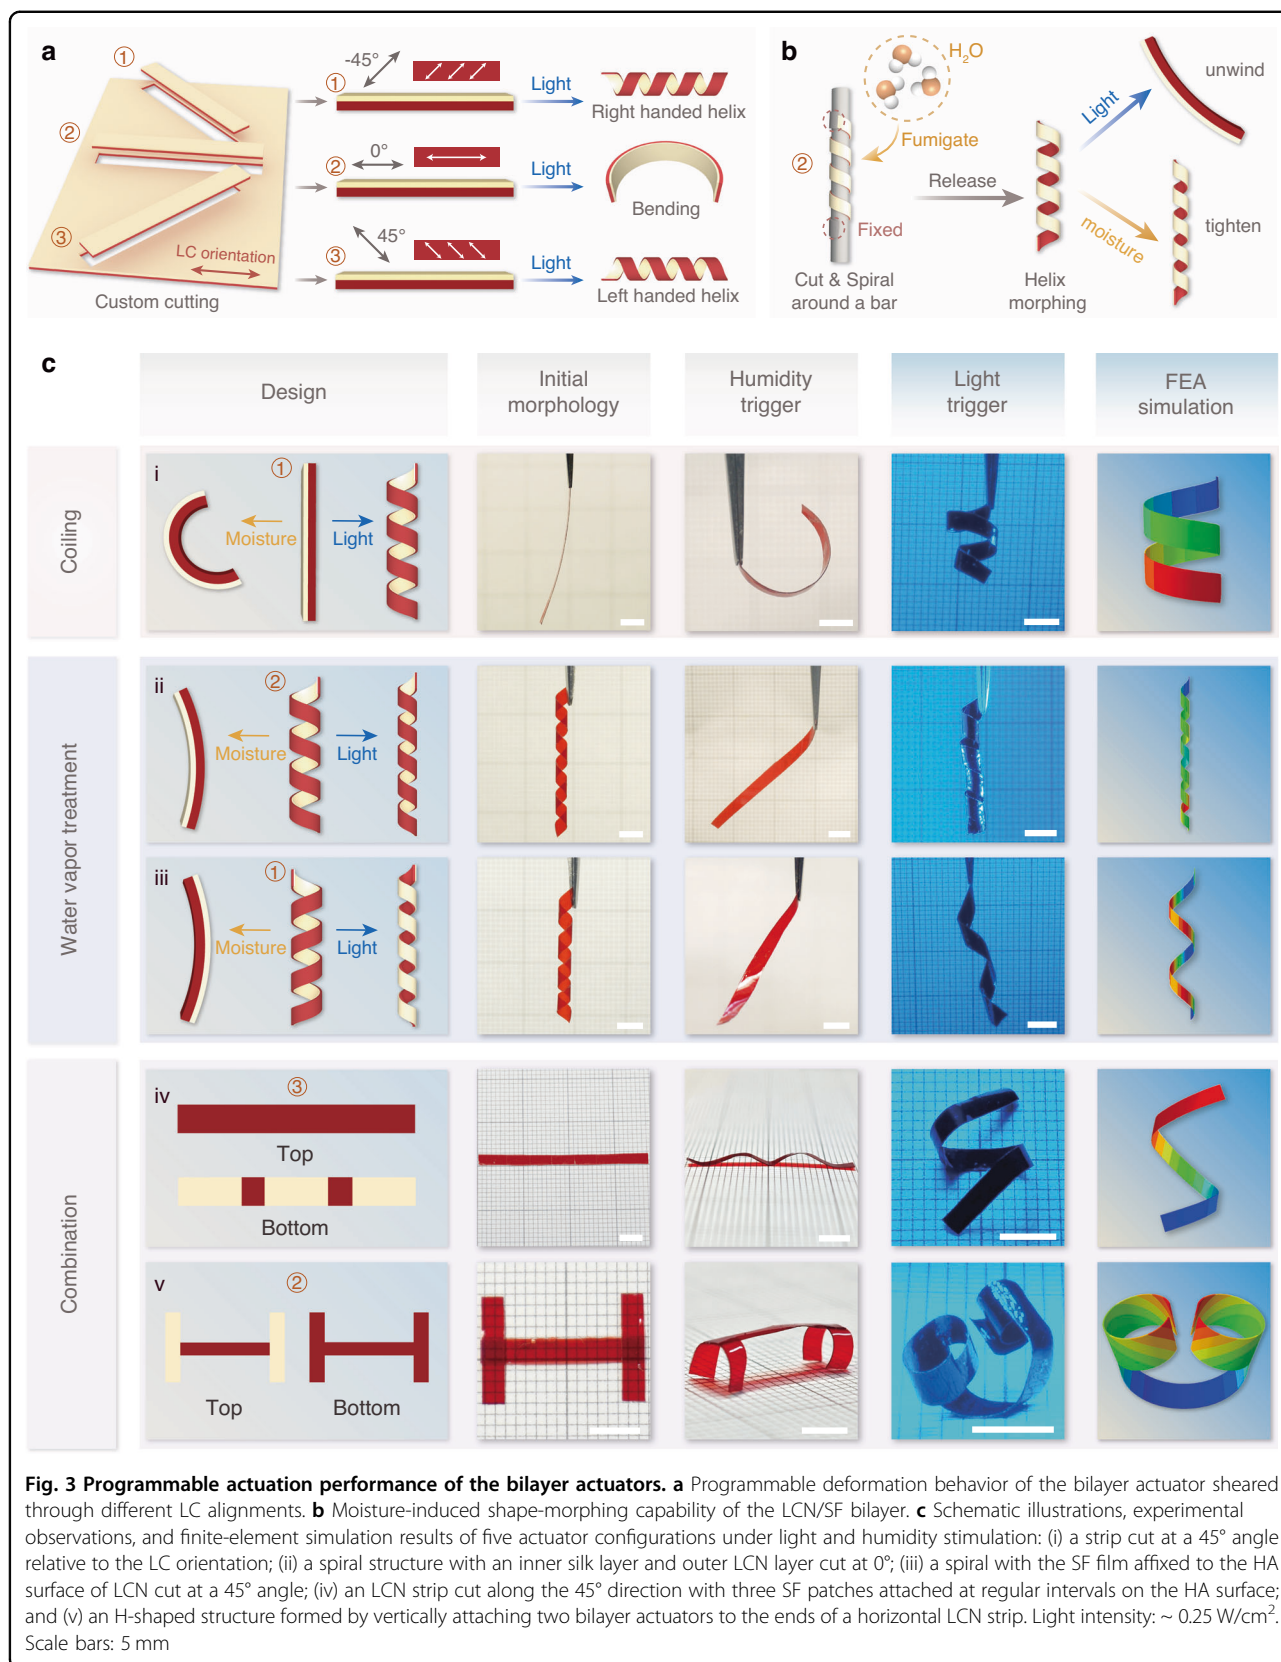 a
①
②
③
LC orientation
Custom cutting
-45°
①
Light
Right handed helix
0°
②
Light
Bending
45°
③
Light
Left handed helix
b
H2O
Fumigate
②
Fixed
Cut & Spiral
around a bar
Release
Helix
morphing
Light
unwind
moisture
tighten
c
Design
Initial
morphology
Humidity
trigger
Light
trigger
FEA
simulation
Coiling
i
①
Moisture
Light
Water vapor treatment
ii
②
Moisture
Light
iii
①
Moisture
Light
Combination
iv
③
Top
Bottom
v
②
Top
Bottom
Fig. 3 Programmable actuation performance of the bilayer actuators. a Programmable deformation behavior of the bilayer actuator sheared
through different LC alignments. b Moisture-induced shape-morphing capability of the LCN/SF bilayer. c Schematic illustrations, experimental
observations, and finite-element simulation results of five actuator configurations under light and humidity stimulation: (i) a strip cut at a 45° angle
relative to the LC orientation; (ii) a spiral structure with an inner silk layer and outer LCN layer cut at 0°; (iii) a spiral with the SF film affixed to the HA
surface of LCN cut at a 45° angle; (iv) an LCN strip cut along the 45° direction with three SF patches attached at regular intervals on the HA surface;
and (v) an H-shaped structure formed by vertically attaching two bilayer actuators to the ends of a horizontal LCN strip. Light intensity: ~ 0.25 W/cm².
Scale bars: 5 mm